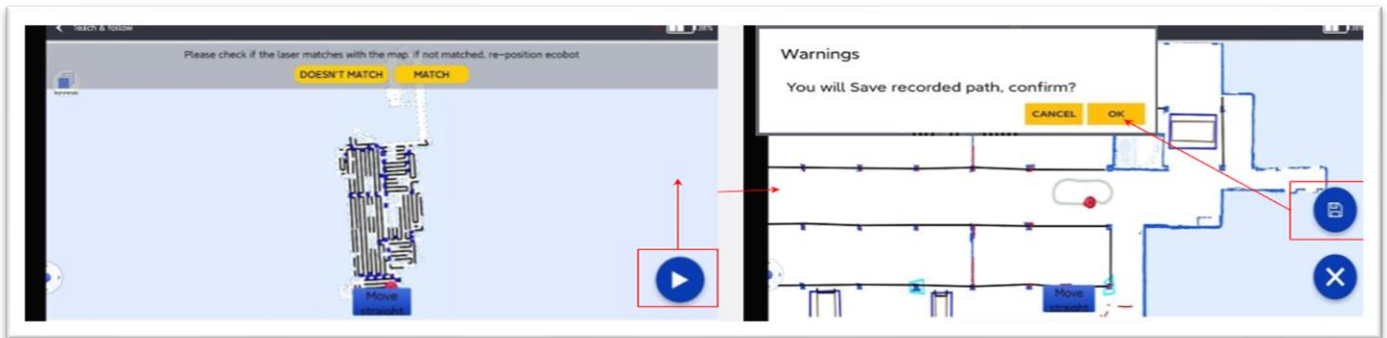 Teach & follow
Please check if the laser matches with the map, if not matched, re-position ecobot
DOESN'T MATCH MATCH
Move
straight
Warnings
You will Save recorded path, confirm?
CANCEL OK
Move
straight